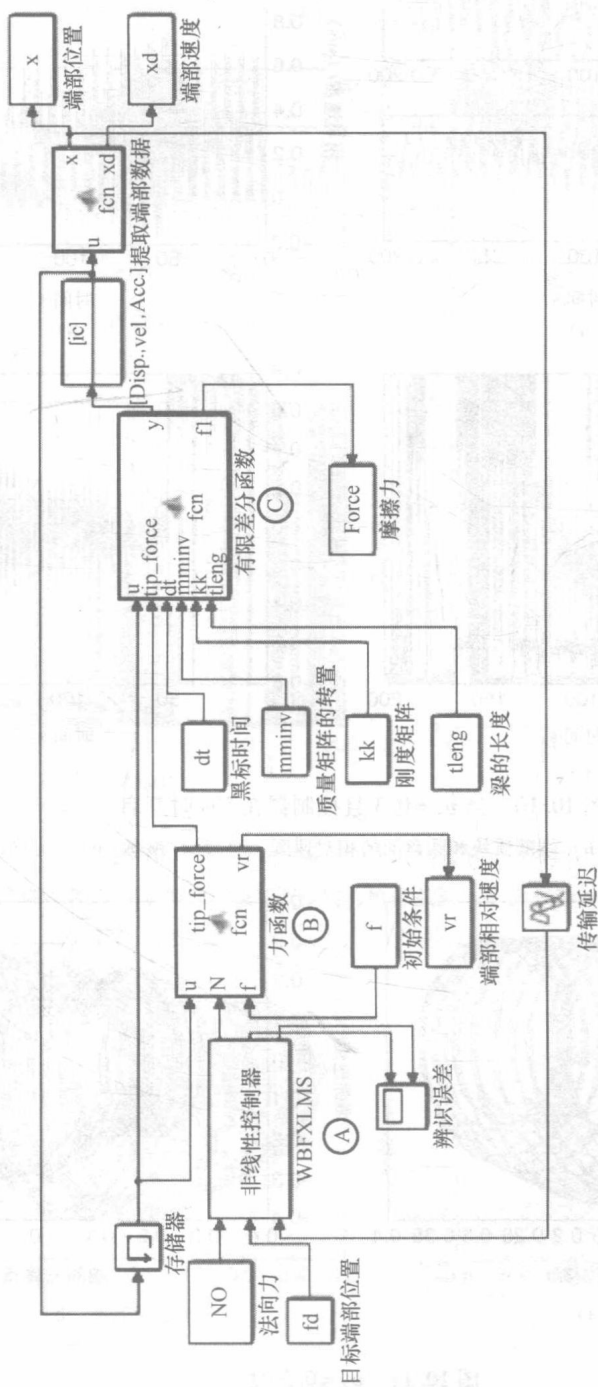 存储器
NO
法向力
fd
目标端部位置
非线性控制器
WBFXLMS
A
辨识误差
u
N
f
tip_force
fcn
vr
力函数
B
f
初始条件
vr
端部相对速度
dt
黑标时间
mminv
质量矩阵的转置
kk
刚度矩阵
tleng
梁的长度
u
tip_force
dt
mminv
kk
tleng
fcn
y
f1
有限差分函数
C
Force
摩擦力
[ic]
[Disp.,vel.,Acc.]提取端部数据
u
fcn
x
xd
x
端部位置
xd
端部速度
传输延迟